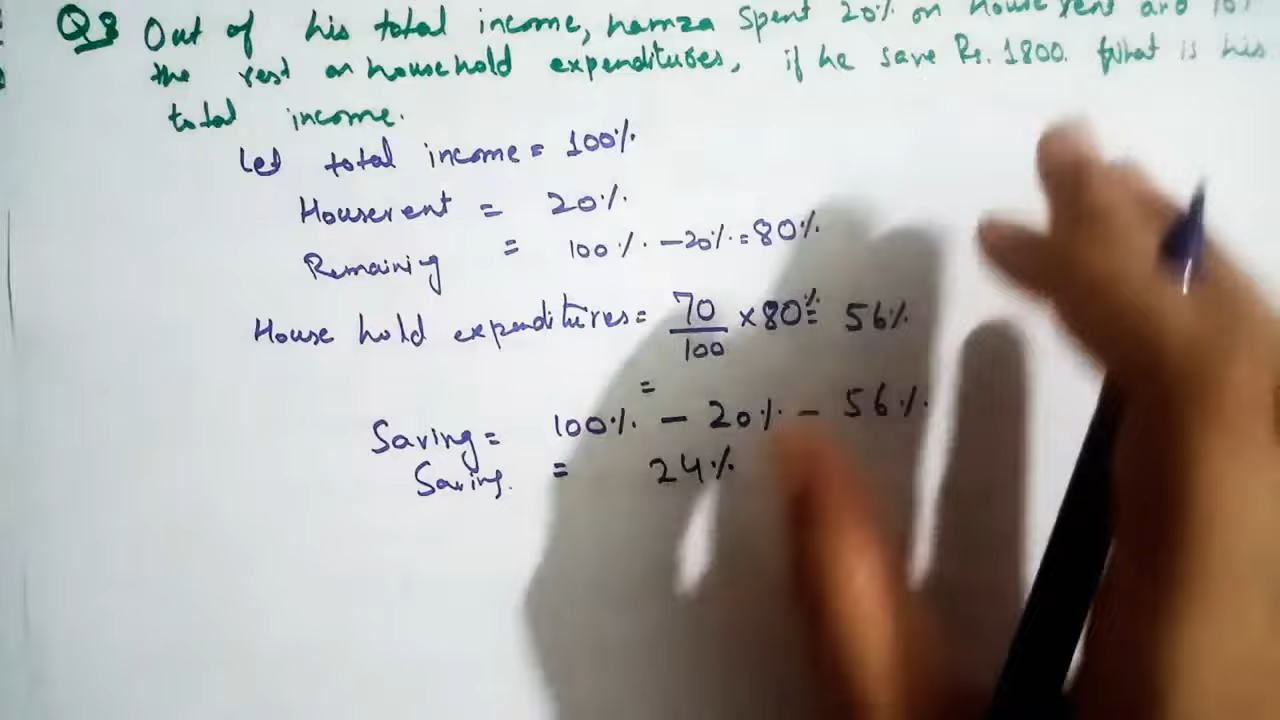 Q3 Out of his total income, hamza spent 20% on house rent and
the rest on household expenditures, if he save Rs. 1800. What is his
total income.
Let total income = 100%
Houserent = 20%
Remaining = 100% - 20% = 80%
House hold expenditures = 70/100 × 80% = 56%
=
Saving = 100% - 20% - 56%
Saving. = 24%